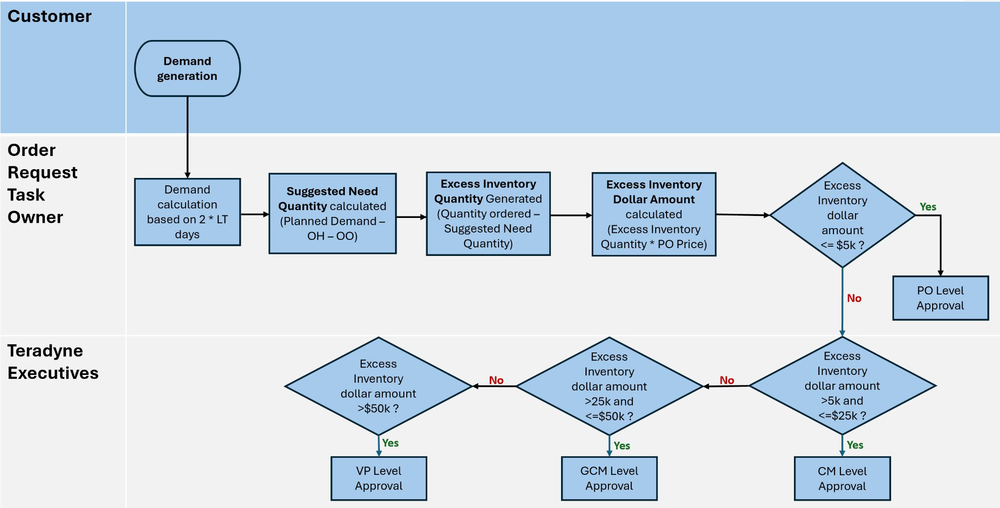 Customer
Demand
generation
Order
Request
Task
Owner
Demand
calculation
based on 2 * LT
days
Suggested Need
Quantity calculated
(Planned Demand –
OH – OO)
Excess Inventory
Quantity Generated
(Quantity ordered –
Suggested Need
Quantity)
Excess Inventory
Dollar Amount
calculated
(Excess Inventory
Quantity * PO Price)
Excess
Inventory
dollar
amount
<= $5k ?
Yes
PO Level
Approval
No
Teradyne
Executives
Excess
Inventory
dollar amount
>$50k ?
No
Excess
Inventory
dollar amount
>25k and
<=$50k ?
No
Excess
Inventory
dollar amount
>5k and
<=$25k ?
Yes
Yes
Yes
VP Level
Approval
GCM Level
Approval
CM Level
Approval